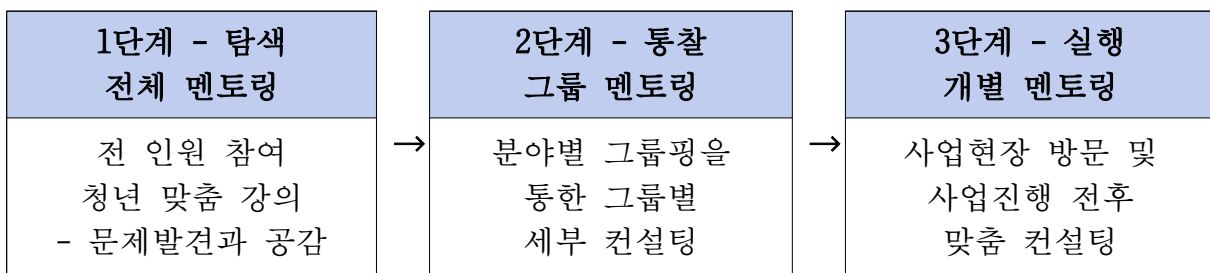 1단계 - 탐색
전체 멘토링
전 인원 참여
청년 맞춤 강의
- 문제발견과 공감
→
2단계 - 통찰
그룹 멘토링
분야별 그룹핑을
통한 그룹별
세부 컨설팅
→
3단계 - 실행
개별 멘토링
사업현장 방문 및
사업진행 전후
맞춤 컨설팅